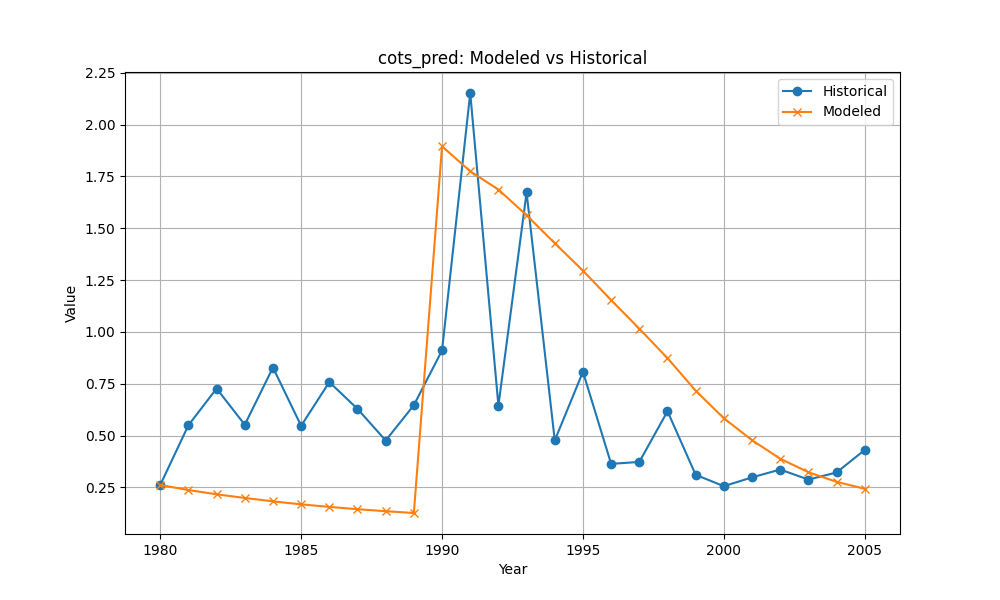 cots_pred: Modeled vs Historical
Historical
Modeled
Value
2.25
2.00
1.75
1.50
1.25
1.00
0.75
0.50
0.25
1980 1985 1990 1995 2000 2005
Year